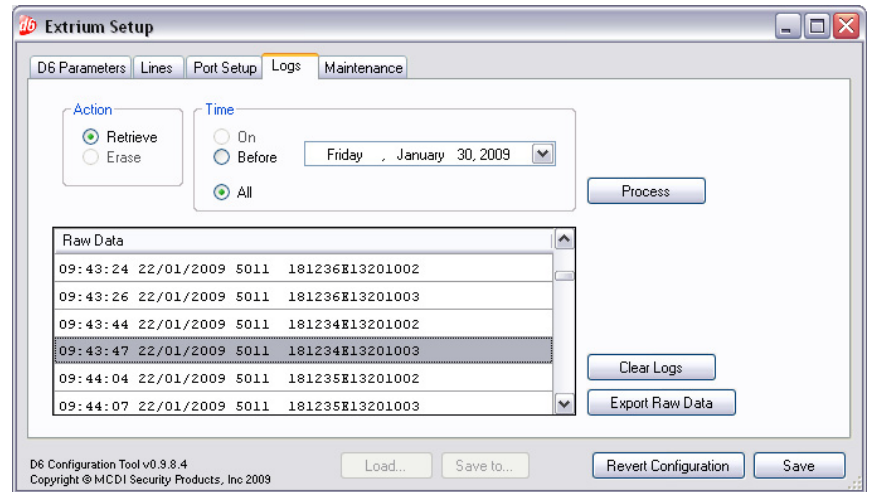 d6 Extrium Setup
D6 Parameters Lines Port Setup Logs Maintenance
Action
Retrieve
Erase
Time
On
Before
All
Friday , January 30, 2009
Process
Raw Data
09:43:24 22/01/2009 5011 181236E13201002
09:43:26 22/01/2009 5011 181236E13201003
09:43:44 22/01/2009 5011 181234E13201002
09:43:47 22/01/2009 5011 181234E13201003
09:44:04 22/01/2009 5011 181235E13201002
09:44:07 22/01/2009 5011 181235E13201003
Clear Logs
Export Raw Data
D6 Configuration Tool v0.9.8.4
Copyright © MCDI Security Products, Inc 2009
Load... Save to... Revert Configuration Save